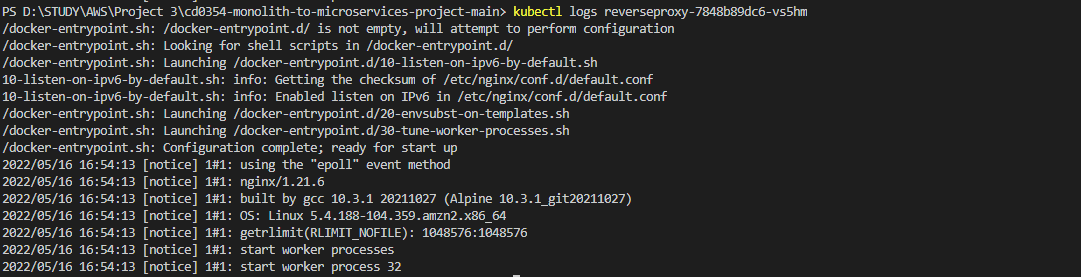 PS D:\STUDY\AWS\Project 3\cd0354-monolith-to-microservices-project-main> kubectl logs reverseproxy-7848b89dc6-vs5hm
/docker-entrypoint.sh: /docker-entrypoint.d/ is not empty, will attempt to perform configuration
/docker-entrypoint.sh: Looking for shell scripts in /docker-entrypoint.d/
/docker-entrypoint.sh: Launching /docker-entrypoint.d/10-listen-on-ipv6-by-default.sh
10-listen-on-ipv6-by-default.sh: info: Getting the checksum of /etc/nginx/conf.d/default.conf
10-listen-on-ipv6-by-default.sh: info: Enabled listen on IPv6 in /etc/nginx/conf.d/default.conf
/docker-entrypoint.sh: Launching /docker-entrypoint.d/20-envsubst-on-templates.sh
/docker-entrypoint.sh: Launching /docker-entrypoint.d/30-tune-worker-processes.sh
/docker-entrypoint.sh: Configuration complete; ready for start up
2022/05/16 16:54:13 [notice] 1#1: using the "epoll" event method
2022/05/16 16:54:13 [notice] 1#1: nginx/1.21.6
2022/05/16 16:54:13 [notice] 1#1: built by gcc 10.3.1 20211027 (Alpine 10.3.1_git20211027)
2022/05/16 16:54:13 [notice] 1#1: OS: Linux 5.4.188-104.359.amzn2.x86_64
2022/05/16 16:54:13 [notice] 1#1: getrlimit(RLIMIT_NOFILE): 1048576:1048576
2022/05/16 16:54:13 [notice] 1#1: start worker processes
2022/05/16 16:54:13 [notice] 1#1: start worker process 32